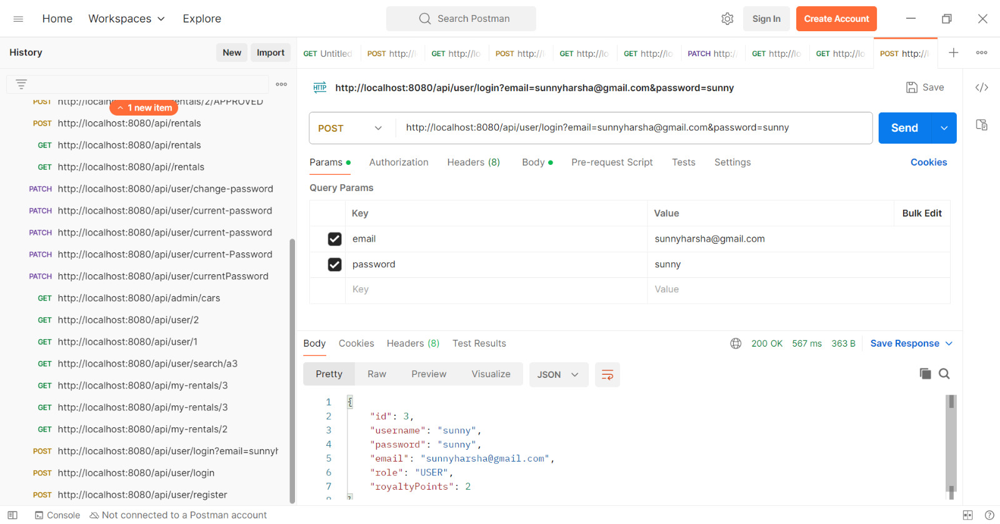 Home
Workspaces
Explore
Search Postman
Sign In
Create Account
History
New
Import
GET Untitled
POST http://l
GET http://lo
POST http://l
GET http://lo
GET http://lo
PATCH http:/
GET http://lo
GET http://lo
POST http://l
1 new item
POST http://localh entals/2/APPROVED
POST http://localhost:8080/api/rentals
GET http://localhost:8080/api/rentals
GET http://localhost:8080/api//rentals
PATCH http://localhost:8080/api/user/change-password
PATCH http://localhost:8080/api/user/current-password
PATCH http://localhost:8080/api/user/current-password
PATCH http://localhost:8080/api/user/current-Password
PATCH http://localhost:8080/api/user/currentPassword
GET http://localhost:8080/api/admin/cars
GET http://localhost:8080/api/user/2
GET http://localhost:8080/api/user/1
GET http://localhost:8080/api/user/search/a3
GET http://localhost:8080/api/my-rentals/3
GET http://localhost:8080/api/my-rentals/3
GET http://localhost:8080/api/my-rentals/2
POST http://localhost:8080/api/user/login?email=sunnyh
POST http://localhost:8080/api/user/login
POST http://localhost:8080/api/user/register
HTTP http://localhost:8080/api/user/login?email=sunnyharsha@gmail.com&password=sunny
Save
POST http://localhost:8080/api/user/login?email=sunnyharsha@gmail.com&password=sunny
Send
Params Authorization Headers (8) Body Pre-request Script Tests Settings Cookies
Query Params
Key Value Bulk Edit
email sunnyharsha@gmail.com
password sunny
Key Value
Body Cookies Headers (8) Test Results 200 OK 567 ms 363 B Save Response
Pretty Raw Preview Visualize JSON
1 {
2 "id": 3,
3 "username": "sunny",
4 "password": "sunny",
5 "email": "sunnyharsha@gmail.com",
6 "role": "USER",
7 "royaltyPoints": 2
8 }
Console Not connected to a Postman account